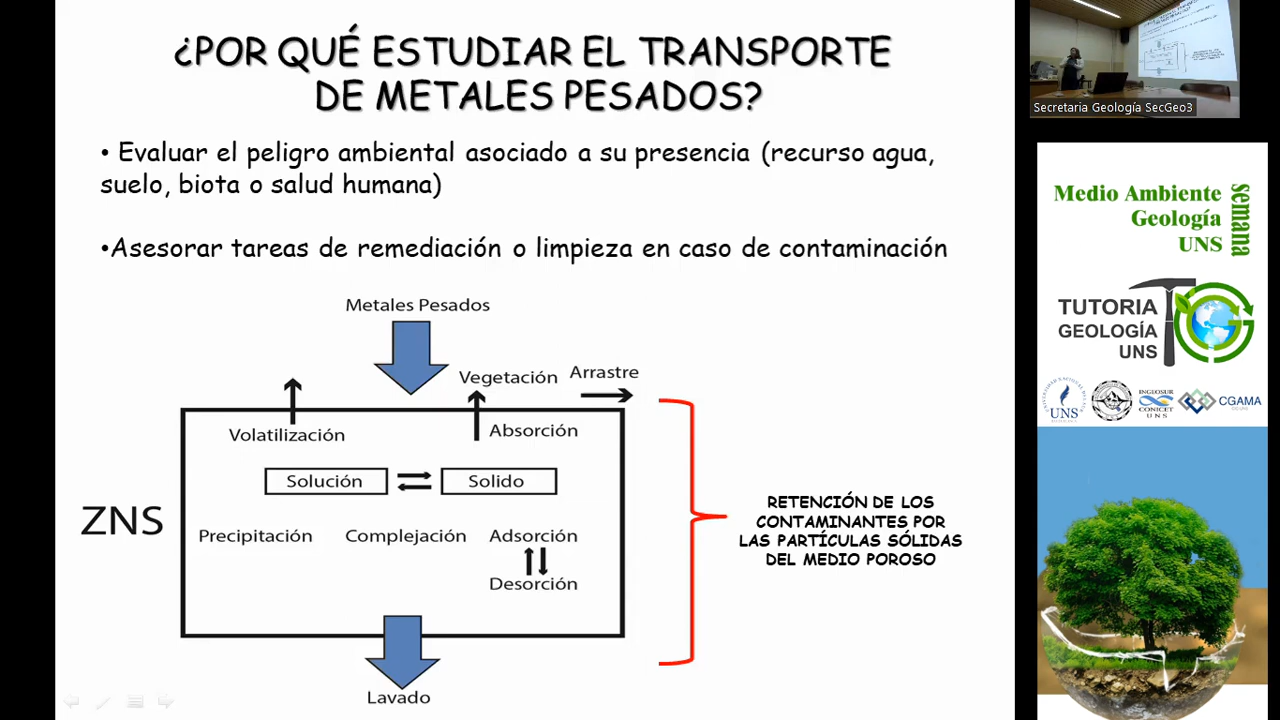 ¿POR QUÉ ESTUDIAR EL TRANSPORTE
DE METALES PESADOS?
• Evaluar el peligro ambiental asociado a su presencia (recurso agua,
suelo, biota o salud humana)
•Asesorar tareas de remediación o limpieza en caso de contaminación
Metales Pesados
Vegetación
Arrastre
Volatilización
Absorción
Solución
Solido
ZNS
Precipitación
Complejación
Adsorción
Desorción
Lavado
RETENCIÓN DE LOS
CONTAMINANTES POR
LAS PARTÍCULAS SÓLIDAS
DEL MEDIO POROSO
Secretaria Geología SecGeo3
Medio Ambiente
Geología
UNS
semana
TUTORIA
GEOLOGÍA
UNS
UNS
INGEOSUR
CONICET
UNS
CGAMA